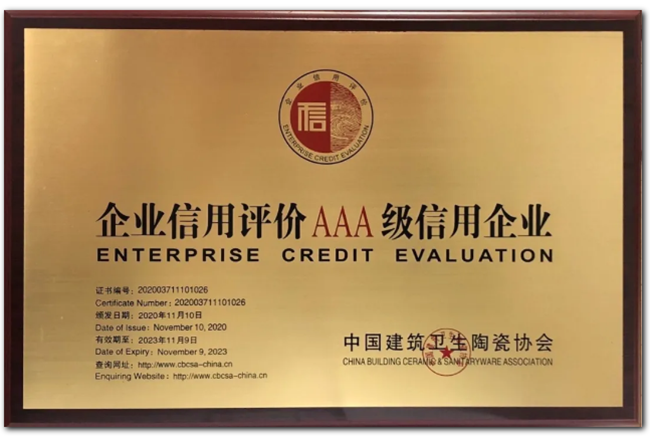 企业信用评价
信
ENTERPRISE CREDIT EVALUATION
企业信用评价AAA级信用企业
ENTERPRISE CREDIT EVALUATION
证书编号：202003711101026
Certificate Number：202003711101026
颁发日期：2020年11月10日
Date of Issue：November 10, 2020
有效期至：2023年11月9日
Date of Expiry：November 9, 2023
查询网址：http://www.cbcsa-china.cn
Enquiring Website：http://www.cbcsa-china.cn
中国建筑卫生陶瓷协会
CHINA BUILDING CERAMIC & SANITARYWARE ASSOCIATION